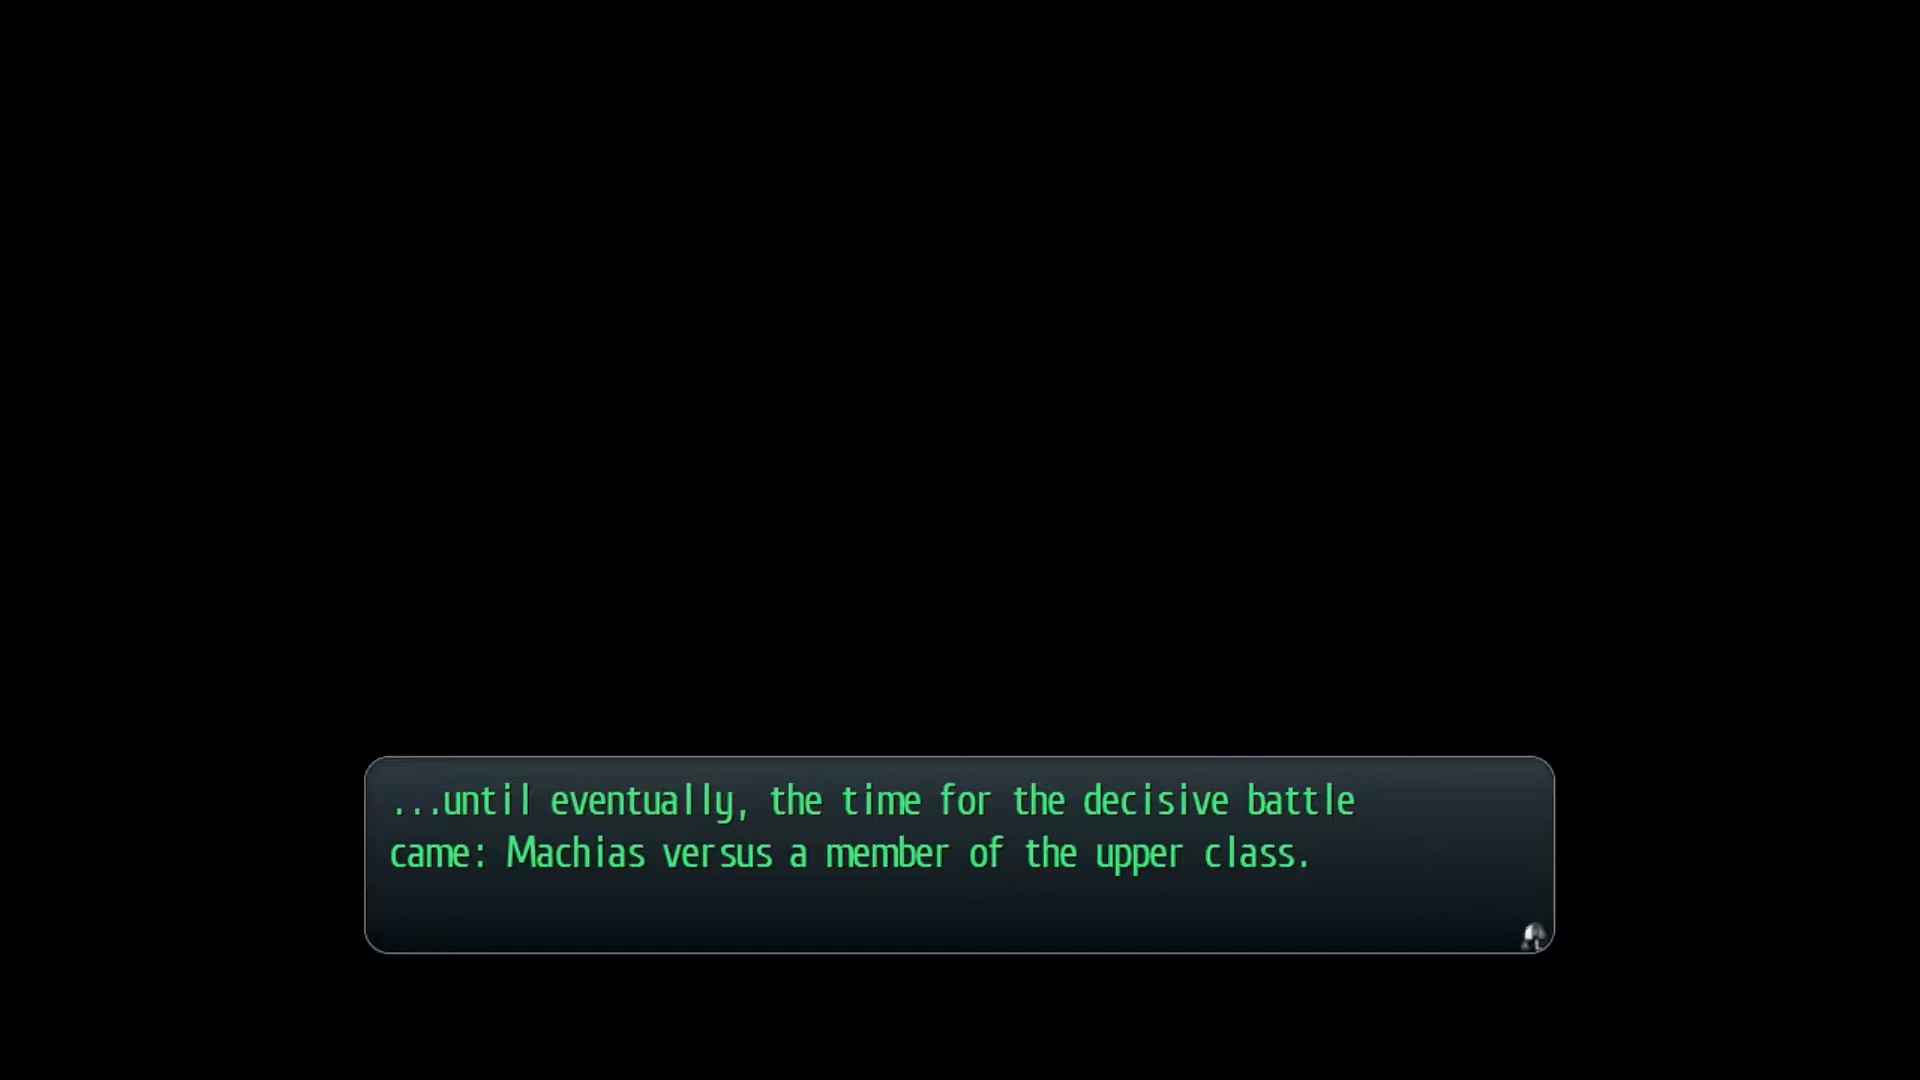 ...until eventually, the time for the decisive battle
came: Machias versus a member of the upper class.